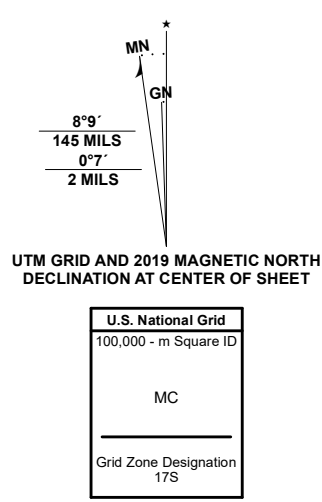 MN
GN
8°9´
145 MILS
0°7´
2 MILS
UTM GRID AND 2019 MAGNETIC NORTH
DECLINATION AT CENTER OF SHEET
U.S. National Grid
100,000 - m Square ID
MC
Grid Zone Designation
17S